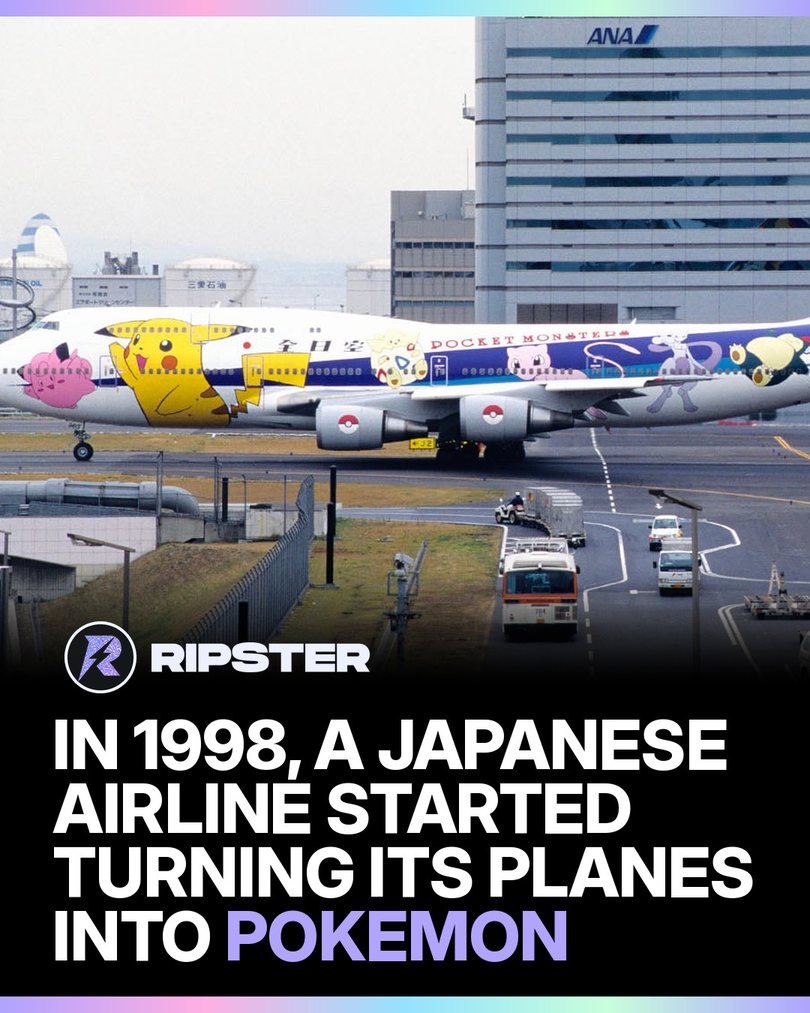 ANA
三愛石油
全日空
POCKET MONSTERS
J2
RIPSTER
IN 1998, A JAPANESE
AIRLINE STARTED
TURNING ITS PLANES
INTO POKEMON